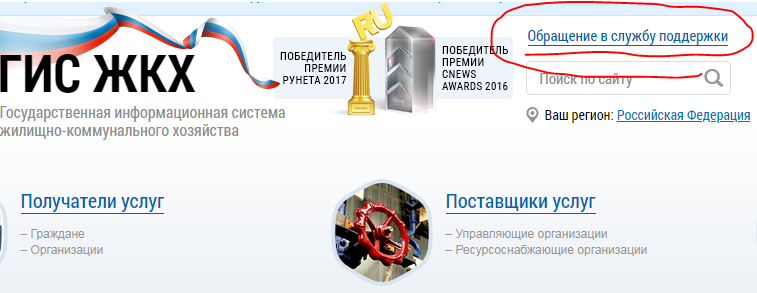 Обращение в службу поддержки
ПОБЕДИТЕЛЬ
ПРЕМИИ
РУНЕТА 2017
RU
ПОБЕДИТЕЛЬ
ПРЕМИИ
CNEWS
AWARDS 2016
ГИС ЖКХ
Поиск по сайту
Государственная информационная система
жилищно-коммунального хозяйства
Ваш регион: Российская Федерация
Получатели услуг
– Граждане
– Организации
Поставщики услуг
– Управляющие организации
– Ресурсоснабжающие организации